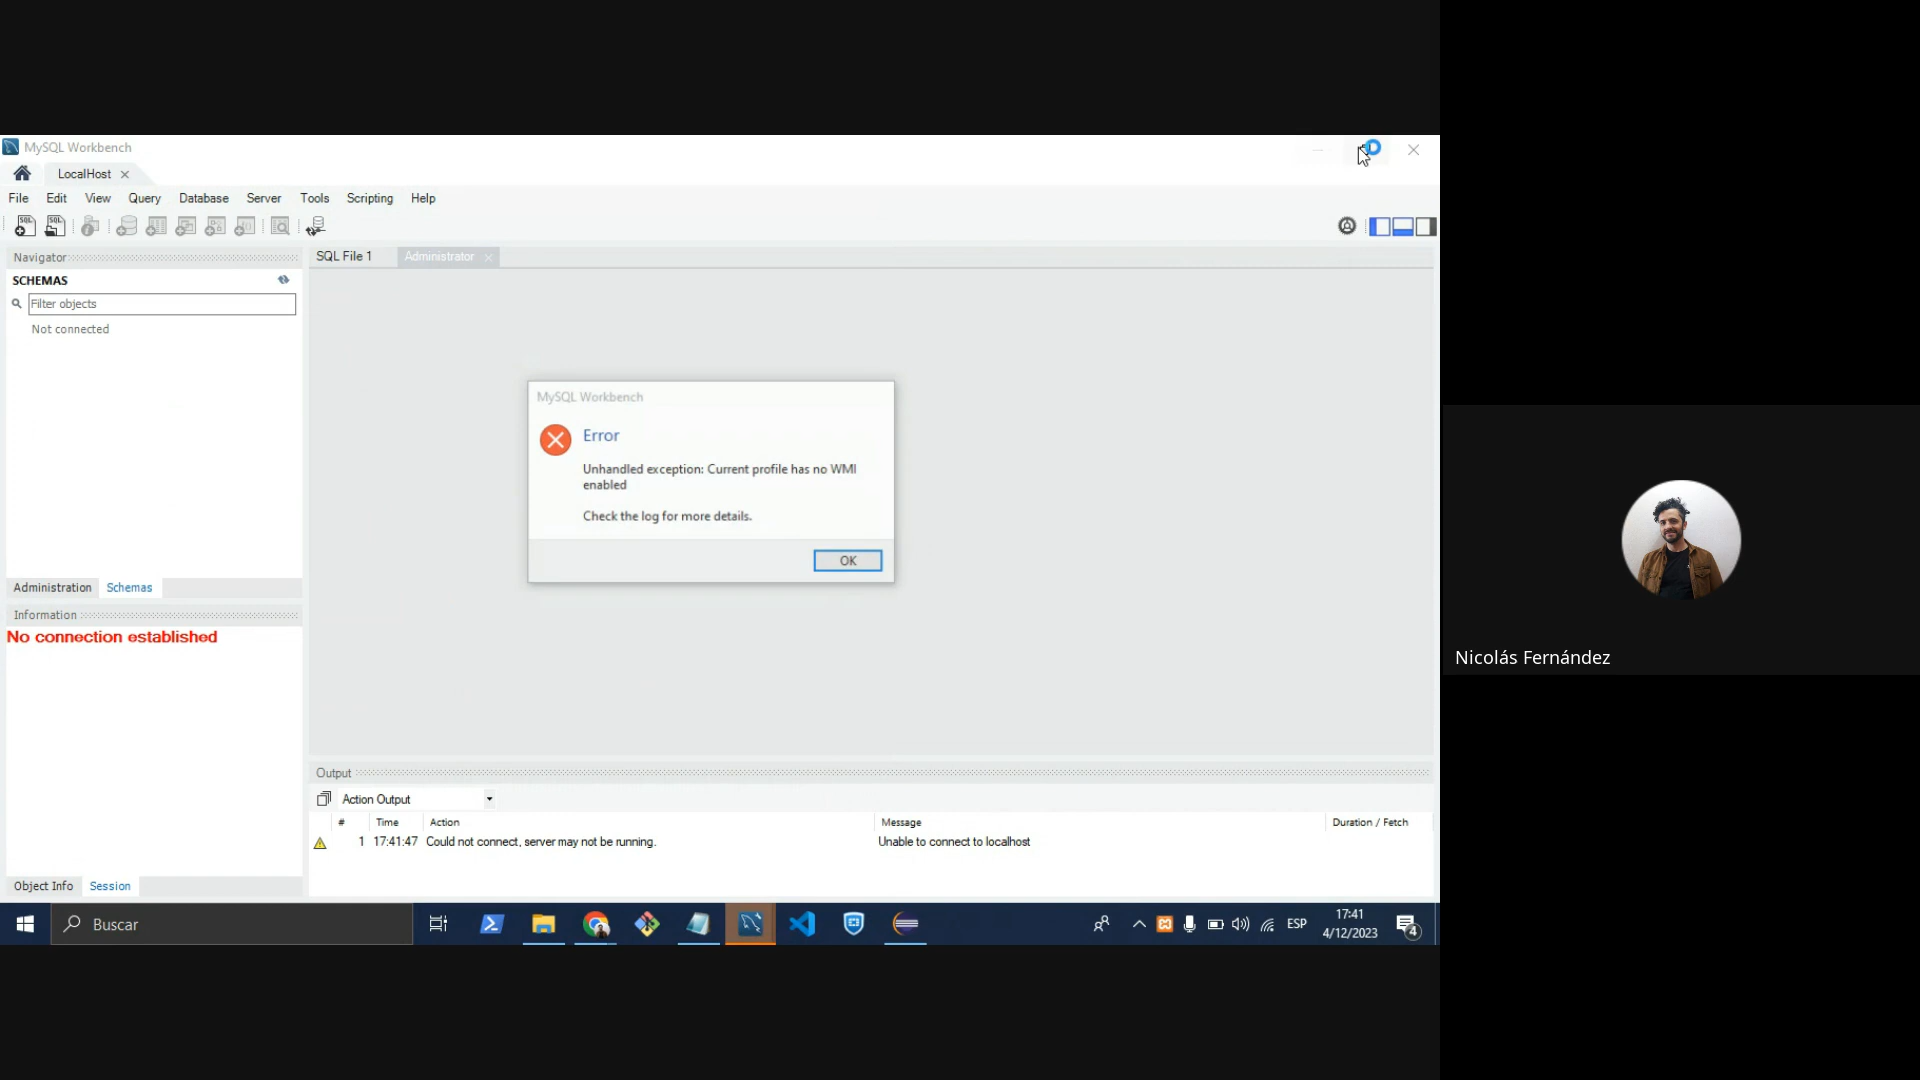 MySQL Workbench
LocalHost
File Edit View Query Database Server Tools Scripting Help
Navigator
SCHEMAS
Filter objects
Not connected
Administration Schemas
Information
No connection established
Object Info Session
SQL File 1 Administrator
MySQL Workbench
Error
Unhandled exception: Current profile has no WMI
enabled
Check the log for more details.
OK
Output
Action Output
# Time Action Message Duration / Fetch
1 17:41:47 Could not connect, server may not be running. Unable to connect to localhost
Buscar
ESP
17:41
4/12/2023
4
Nicolás Fernández